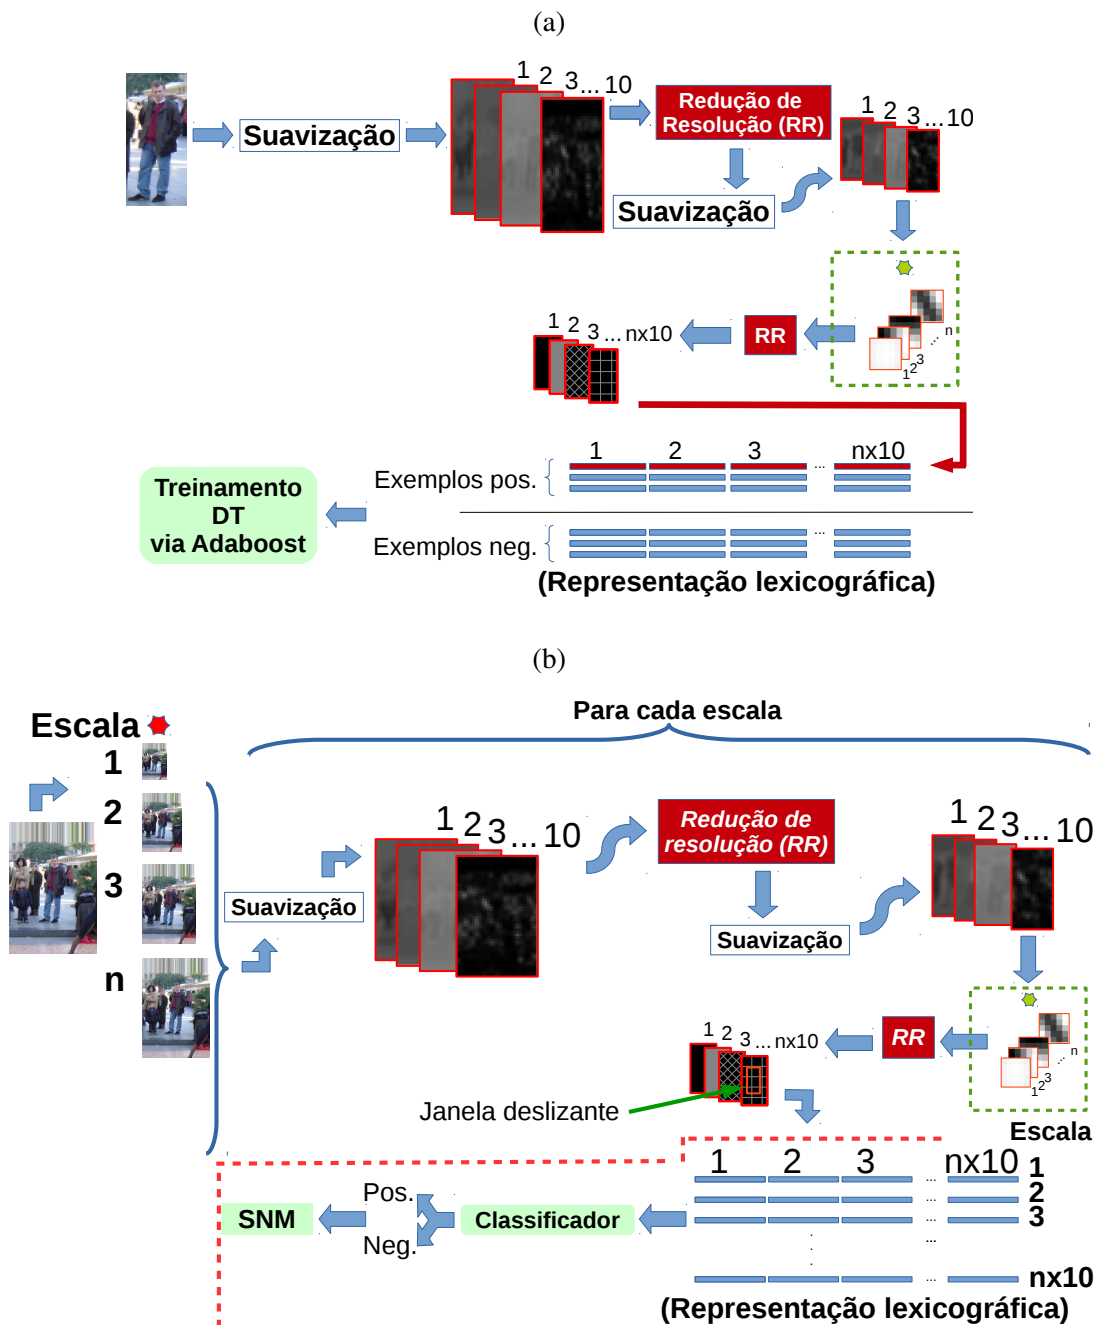 (a)
1 2 3 ... 10
Suavização
Redução de
Resolução (RR)
1 2 3 ... 10
Suavização
1 2 3 ... nx10
RR
1 2 3 ... n
1 2 3 ... nx10
Exemplos pos.
Treinamento
DT
via Adaboost
Exemplos neg.
...
(Representação lexicográfica)
(b)
Para cada escala
Escala
1
2
3
n
Suavização
1 2 3 ... 10
Redução de
resolução (RR)
Suavização
1 2 3 ... 10
1 2 3 ... nx10
RR
1 2 3 ... n
Janela deslizante
Escala
1 2 3 nx10
... 1
... 2
... 3
Pos.
SNM
Classificador
Neg.
... nx10
(Representação lexicográfica)